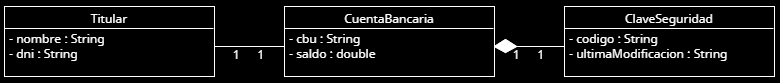 Titular
- nombre : String
- dni : String
1 1
CuentaBancaria
- cbu : String
- saldo : double
1 1
ClaveSeguridad
- codigo : String
- ultimaModificacion : String